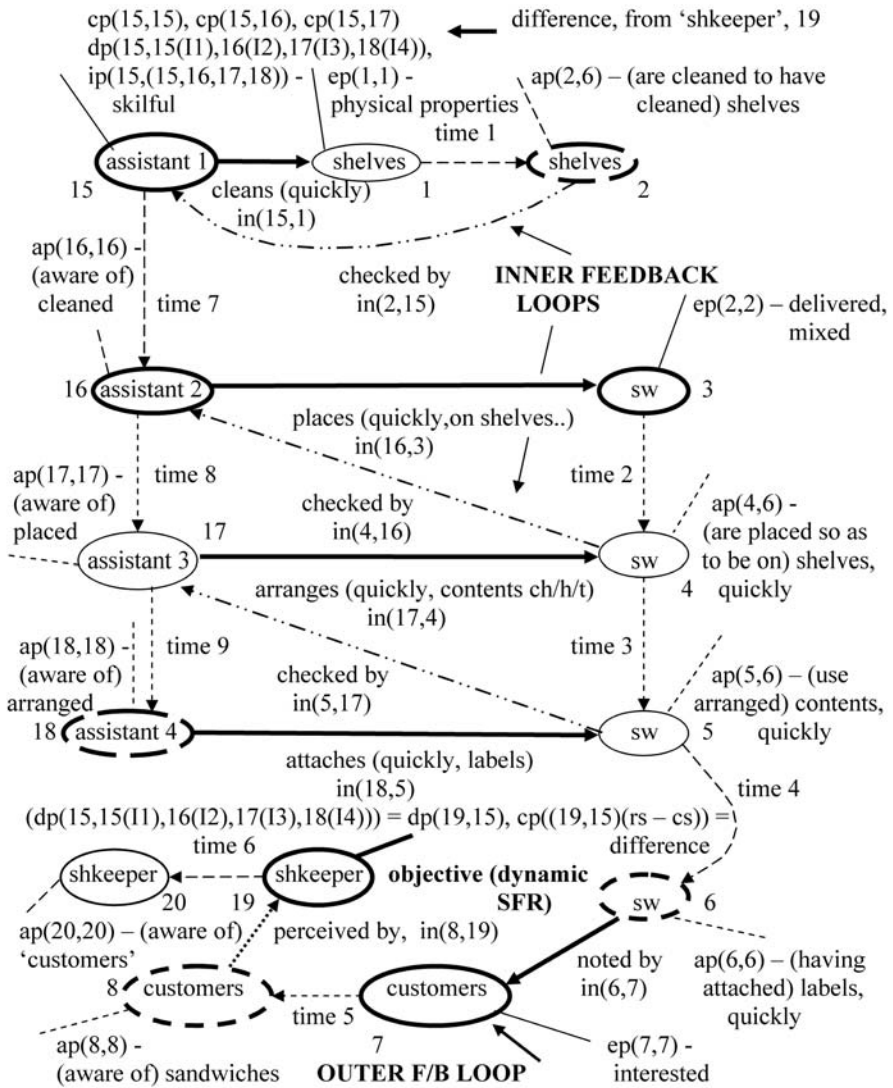 cp(15,15), cp(15,16), cp(15,17)
dp(15,15(I1),16(I2),17(I3),18(I4)),
ip(15,(15,16,17,18)) -
skilful
difference, from ‘shkeeper’, 19
ep(1,1) -
physical properties
time 1
ap(2,6) – (are cleaned to have
cleaned) shelves
assistant 1
shelves
shelves
15
cleans (quickly)
in(15,1)
1
2
ap(16,16) -
(aware of)
cleaned
time 7
checked by
in(2,15)
INNER FEEDBACK
LOOPS
ep(2,2) – delivered,
mixed
16
assistant 2
sw
3
places (quickly,on shelves..)
in(16,3)
ap(17,17) -
(aware of)
placed
time 8
time 2
17
checked by
in(4,16)
ap(4,6) -
(are placed so as
to be on) shelves,
quickly
assistant 3
sw
4
arranges (quickly, contents ch/h/t)
in(17,4)
ap(18,18) -
(aware of)
arranged
time 9
time 3
checked by
in(5,17)
ap(5,6) – (use
arranged) contents,
quickly
18
assistant 4
sw
5
attaches (quickly, labels)
in(18,5)
time 4
(dp(15,15(I1),16(I2),17(I3),18(I4))) = dp(19,15), cp((19,15)(rs – cs)) =
difference
time 6
shkeeper
20
shkeeper
19
objective (dynamic
SFR)
sw
6
ap(20,20) – (aware of)
‘customers’
perceived by, in(8,19)
noted by
in(6,7)
ap(6,6) – (having
attached) labels,
quickly
8
customers
time 5
customers
7
ap(8,8) –
(aware of) sandwiches
OUTER F/B LOOP
ep(7,7) -
interested